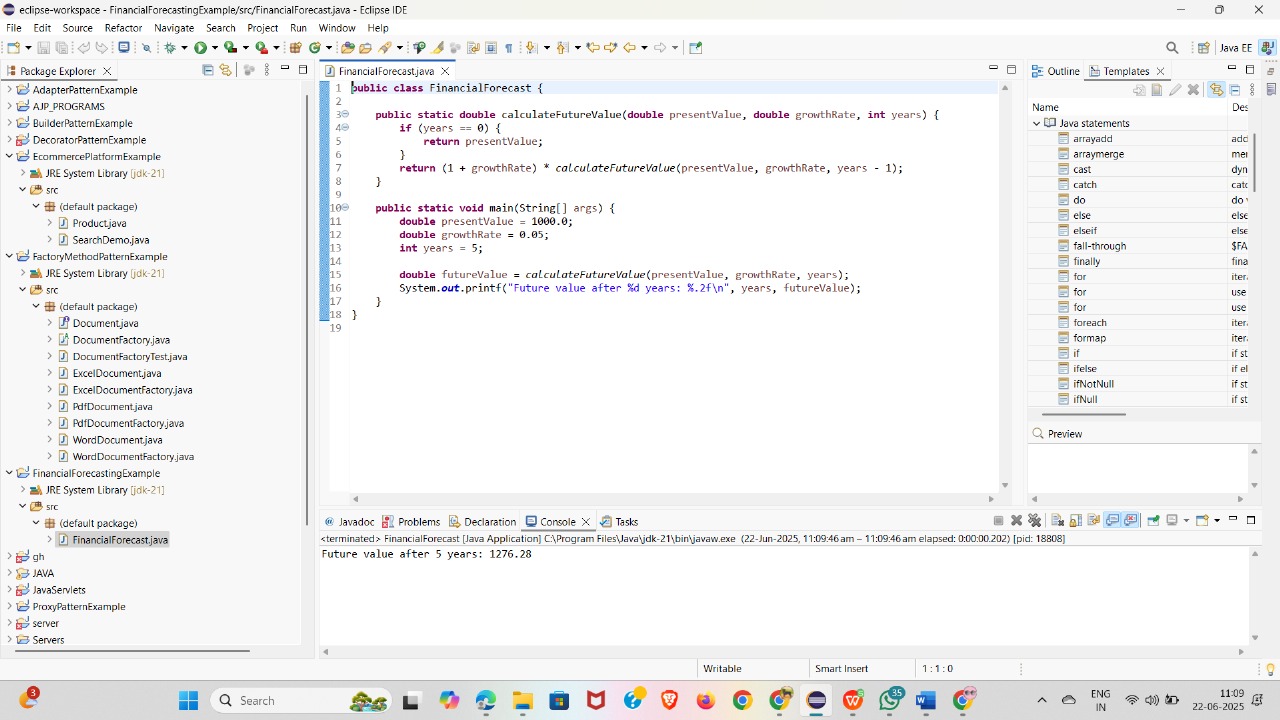 eclipse-workspace - FinancialForecastingExample/src/FinancialForecast.java - Eclipse IDE
File Edit Source Refactor Navigate Search Project Run Window Help
Java EE
Package Explorer
AdapterPatternExample
AJP_PROGRAMS
BuilderPatternExample
DecoratorPatternExample
EcommercePlatformExample
JRE System Library [jdk-21]
src
(default package)
Product.java
SearchDemo.java
FactoryMethodPatternExample
JRE System Library [jdk-21]
src
(default package)
Document.java
DocumentFactory.java
DocumentFactoryTest.java
ExcelDocument.java
ExcelDocumentFactory.java
PdfDocument.java
PdfDocumentFactory.java
WordDocument.java
WordDocumentFactory.java
FinancialForecastingExample
JRE System Library [jdk-21]
src
(default package)
FinancialForecast.java
gh
JAVA
JavaServlets
ProxyPatternExample
server
Servers
FinancialForecast.java
1 public class FinancialForecast {
2
3 public static double calculateFutureValue(double presentValue, double growthRate, int years) {
4 if (years == 0) {
5 return presentValue;
6 }
7 return (1 + growthRate) * calculateFutureValue(presentValue, growthRate, years - 1);
8 }
9
10 public static void main(String[] args) {
11 double presentValue = 1000.0;
12 double growthRate = 0.05;
13 int years = 5;
14
15 double futureValue = calculateFutureValue(presentValue, growthRate, years);
16 System.out.printf("Future value after %d years: %.2f\n", years, futureValue);
17 }
18 }
19
Outline Templates
Name Des
Java statements
arrayadd add
arraymerge mer
cast dyna
catch catc
do do
else else
elseif else
fall-through $FA
finally fina
for itera
for use
for use
foreach itera
formap itera
if if st
ifelse if el
ifNotNull if st
ifNull if st
Preview
Javadoc Problems Declaration Console Tasks
<terminated> FinancialForecast [Java Application] C:\Program Files\Java\jdk-21\bin\javaw.exe (22-Jun-2025, 11:09:46 am – 11:09:46 am elapsed: 0:00:00.202) [pid: 18808]
Future value after 5 years: 1276.28
Writable Smart Insert 1 : 1 : 0
3
Search
35
ENG
IN
11:09
22-06-2025